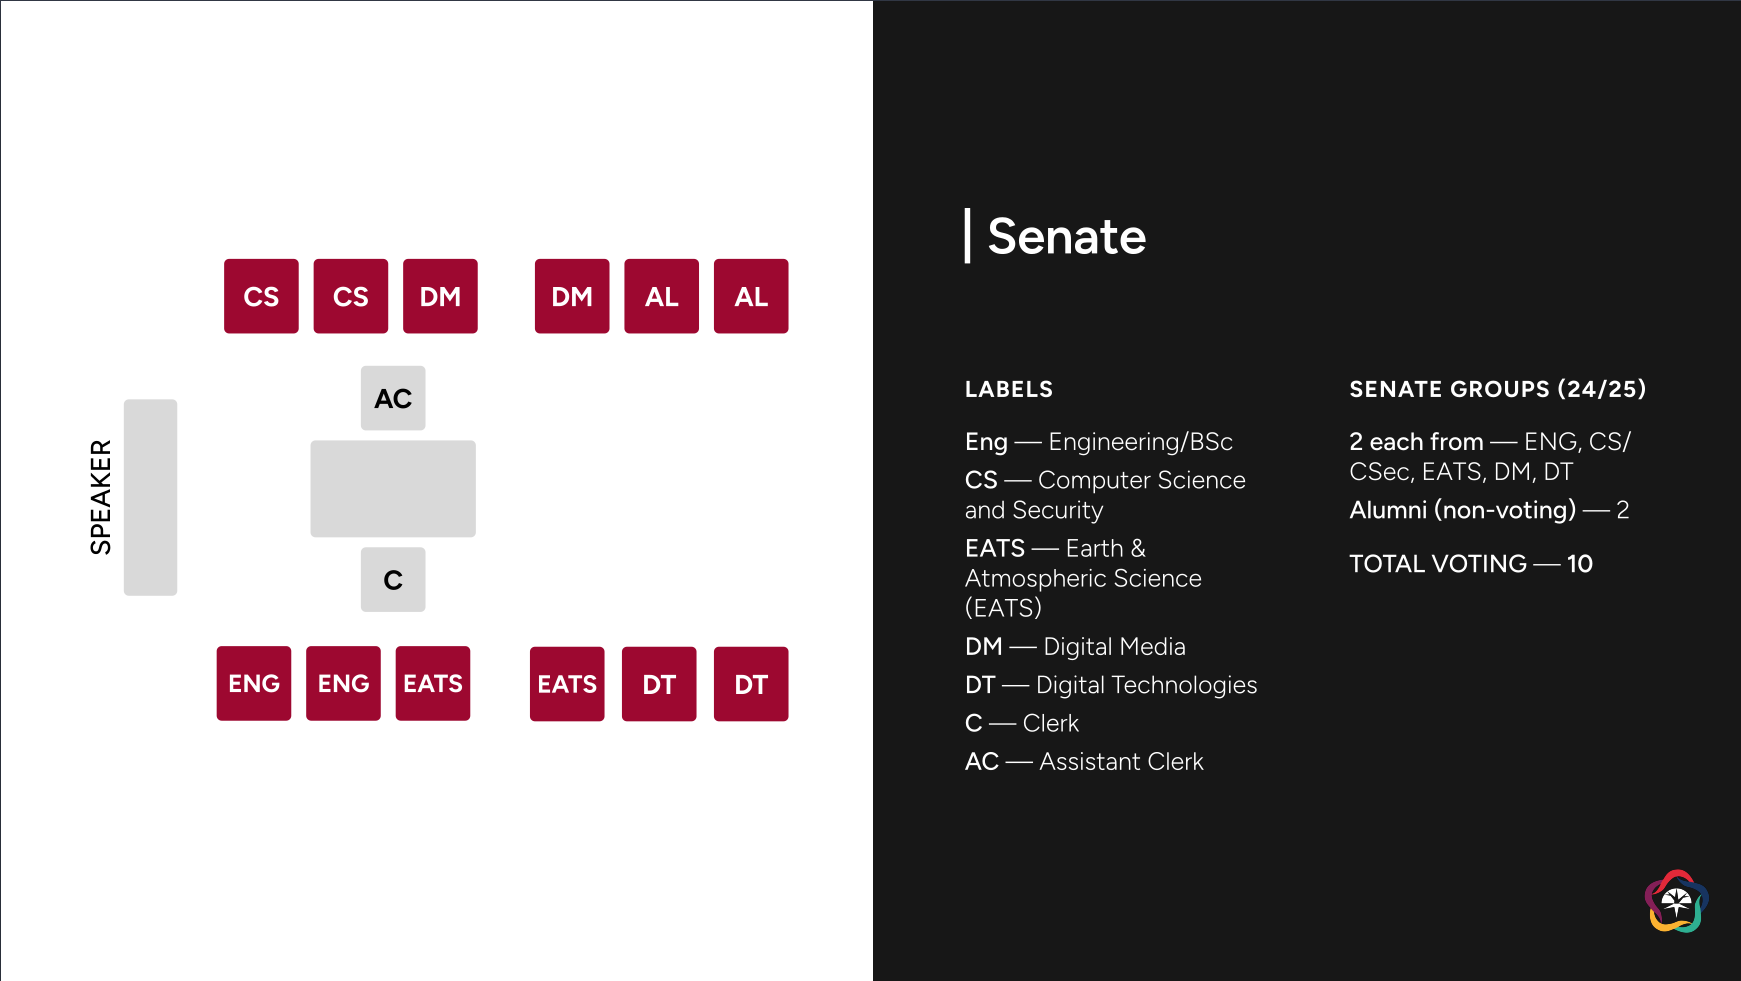 CS CS DM DM AL AL
AC
SPEAKER
C
ENG ENG EATS EATS DT DT
Senate
LABELS
Eng — Engineering/BSc
CS — Computer Science
and Security
EATS — Earth &
Atmospheric Science
(EATS)
DM — Digital Media
DT — Digital Technologies
C — Clerk
AC — Assistant Clerk
SENATE GROUPS (24/25)
2 each from — ENG, CS/
CSec, EATS, DM, DT
Alumni (non-voting) — 2
TOTAL VOTING — 10